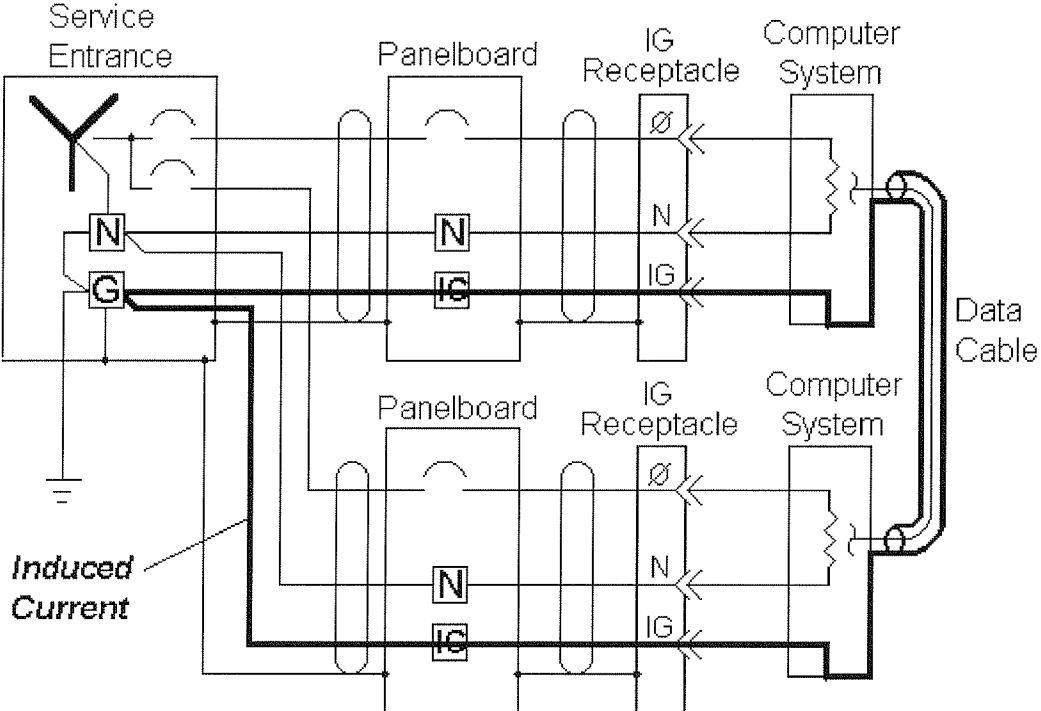 Service
Entrance
Panelboard
IG
Receptacle
Computer
System
Ø
N
N
N
G
IG
IG
Data
Cable
Panelboard
IG
Receptacle
Computer
System
Ø
Induced
Current
N
N
IG
IG